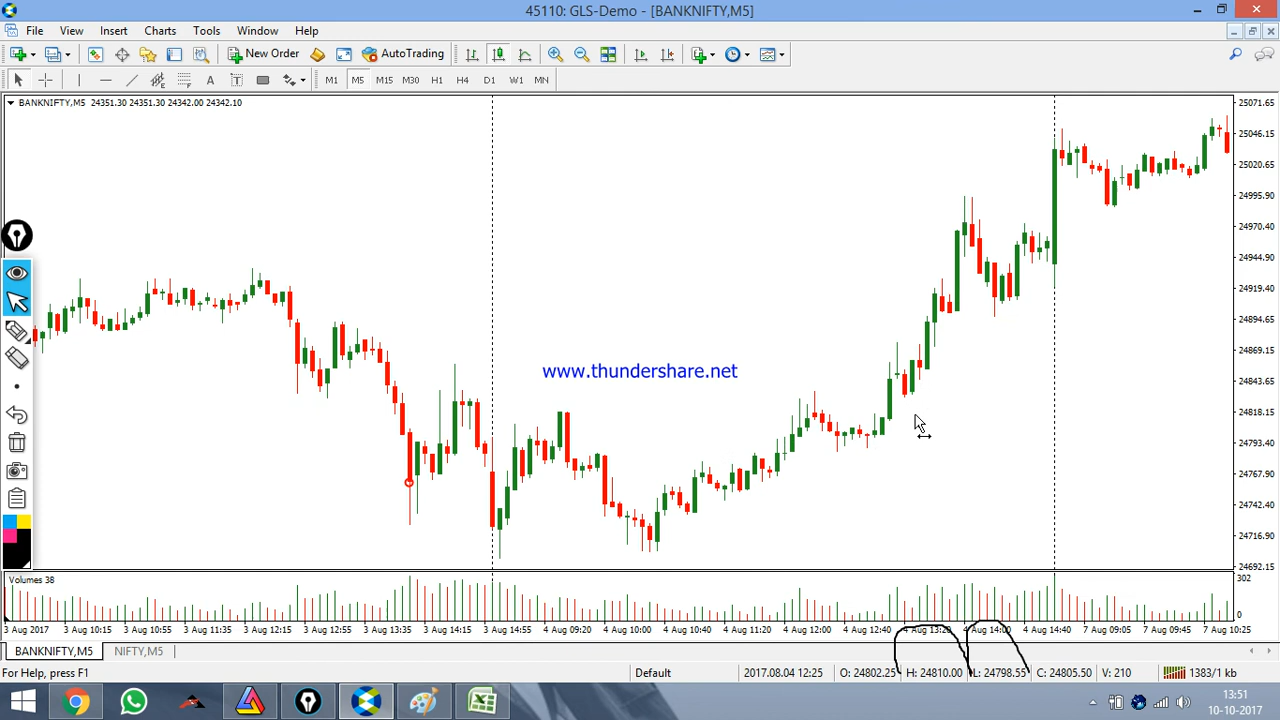 45110: GLS-Demo - [BANKNIFTY,M5]
File View Insert Charts Tools Window Help
New Order AutoTrading
A T M1 M5 M15 M30 H1 H4 D1 W1 MN
BANKNIFTY,M5 24351.30 24351.30 24342.00 24342.10
25071.65
25046.15
25020.65
24995.90
24970.40
24944.90
24919.40
24894.65
24869.15
www.thundershare.net
24843.65
24818.15
24793.40
24767.90
24742.40
24716.90
24692.15
Volumes 38
302
0
3 Aug 2017 3 Aug 10:15 3 Aug 10:55 3 Aug 11:35 3 Aug 12:15 3 Aug 12:55 3 Aug 13:35 3 Aug 14:15 3 Aug 14:55 4 Aug 09:20 4 Aug 10:00 4 Aug 10:40 4 Aug 11:20 4 Aug 12:00 4 Aug 12:40 4 Aug 13:20 4 Aug 14:00 4 Aug 14:40 7 Aug 09:05 7 Aug 09:45 7 Aug 10:25
BANKNIFTY,M5 NIFTY,M5
For Help, press F1 Default 2017.08.04 12:25 O: 24802.25 H: 24810.00 L: 24798.55 C: 24805.50 V: 210 1383/1 kb
13:51
10-10-2017